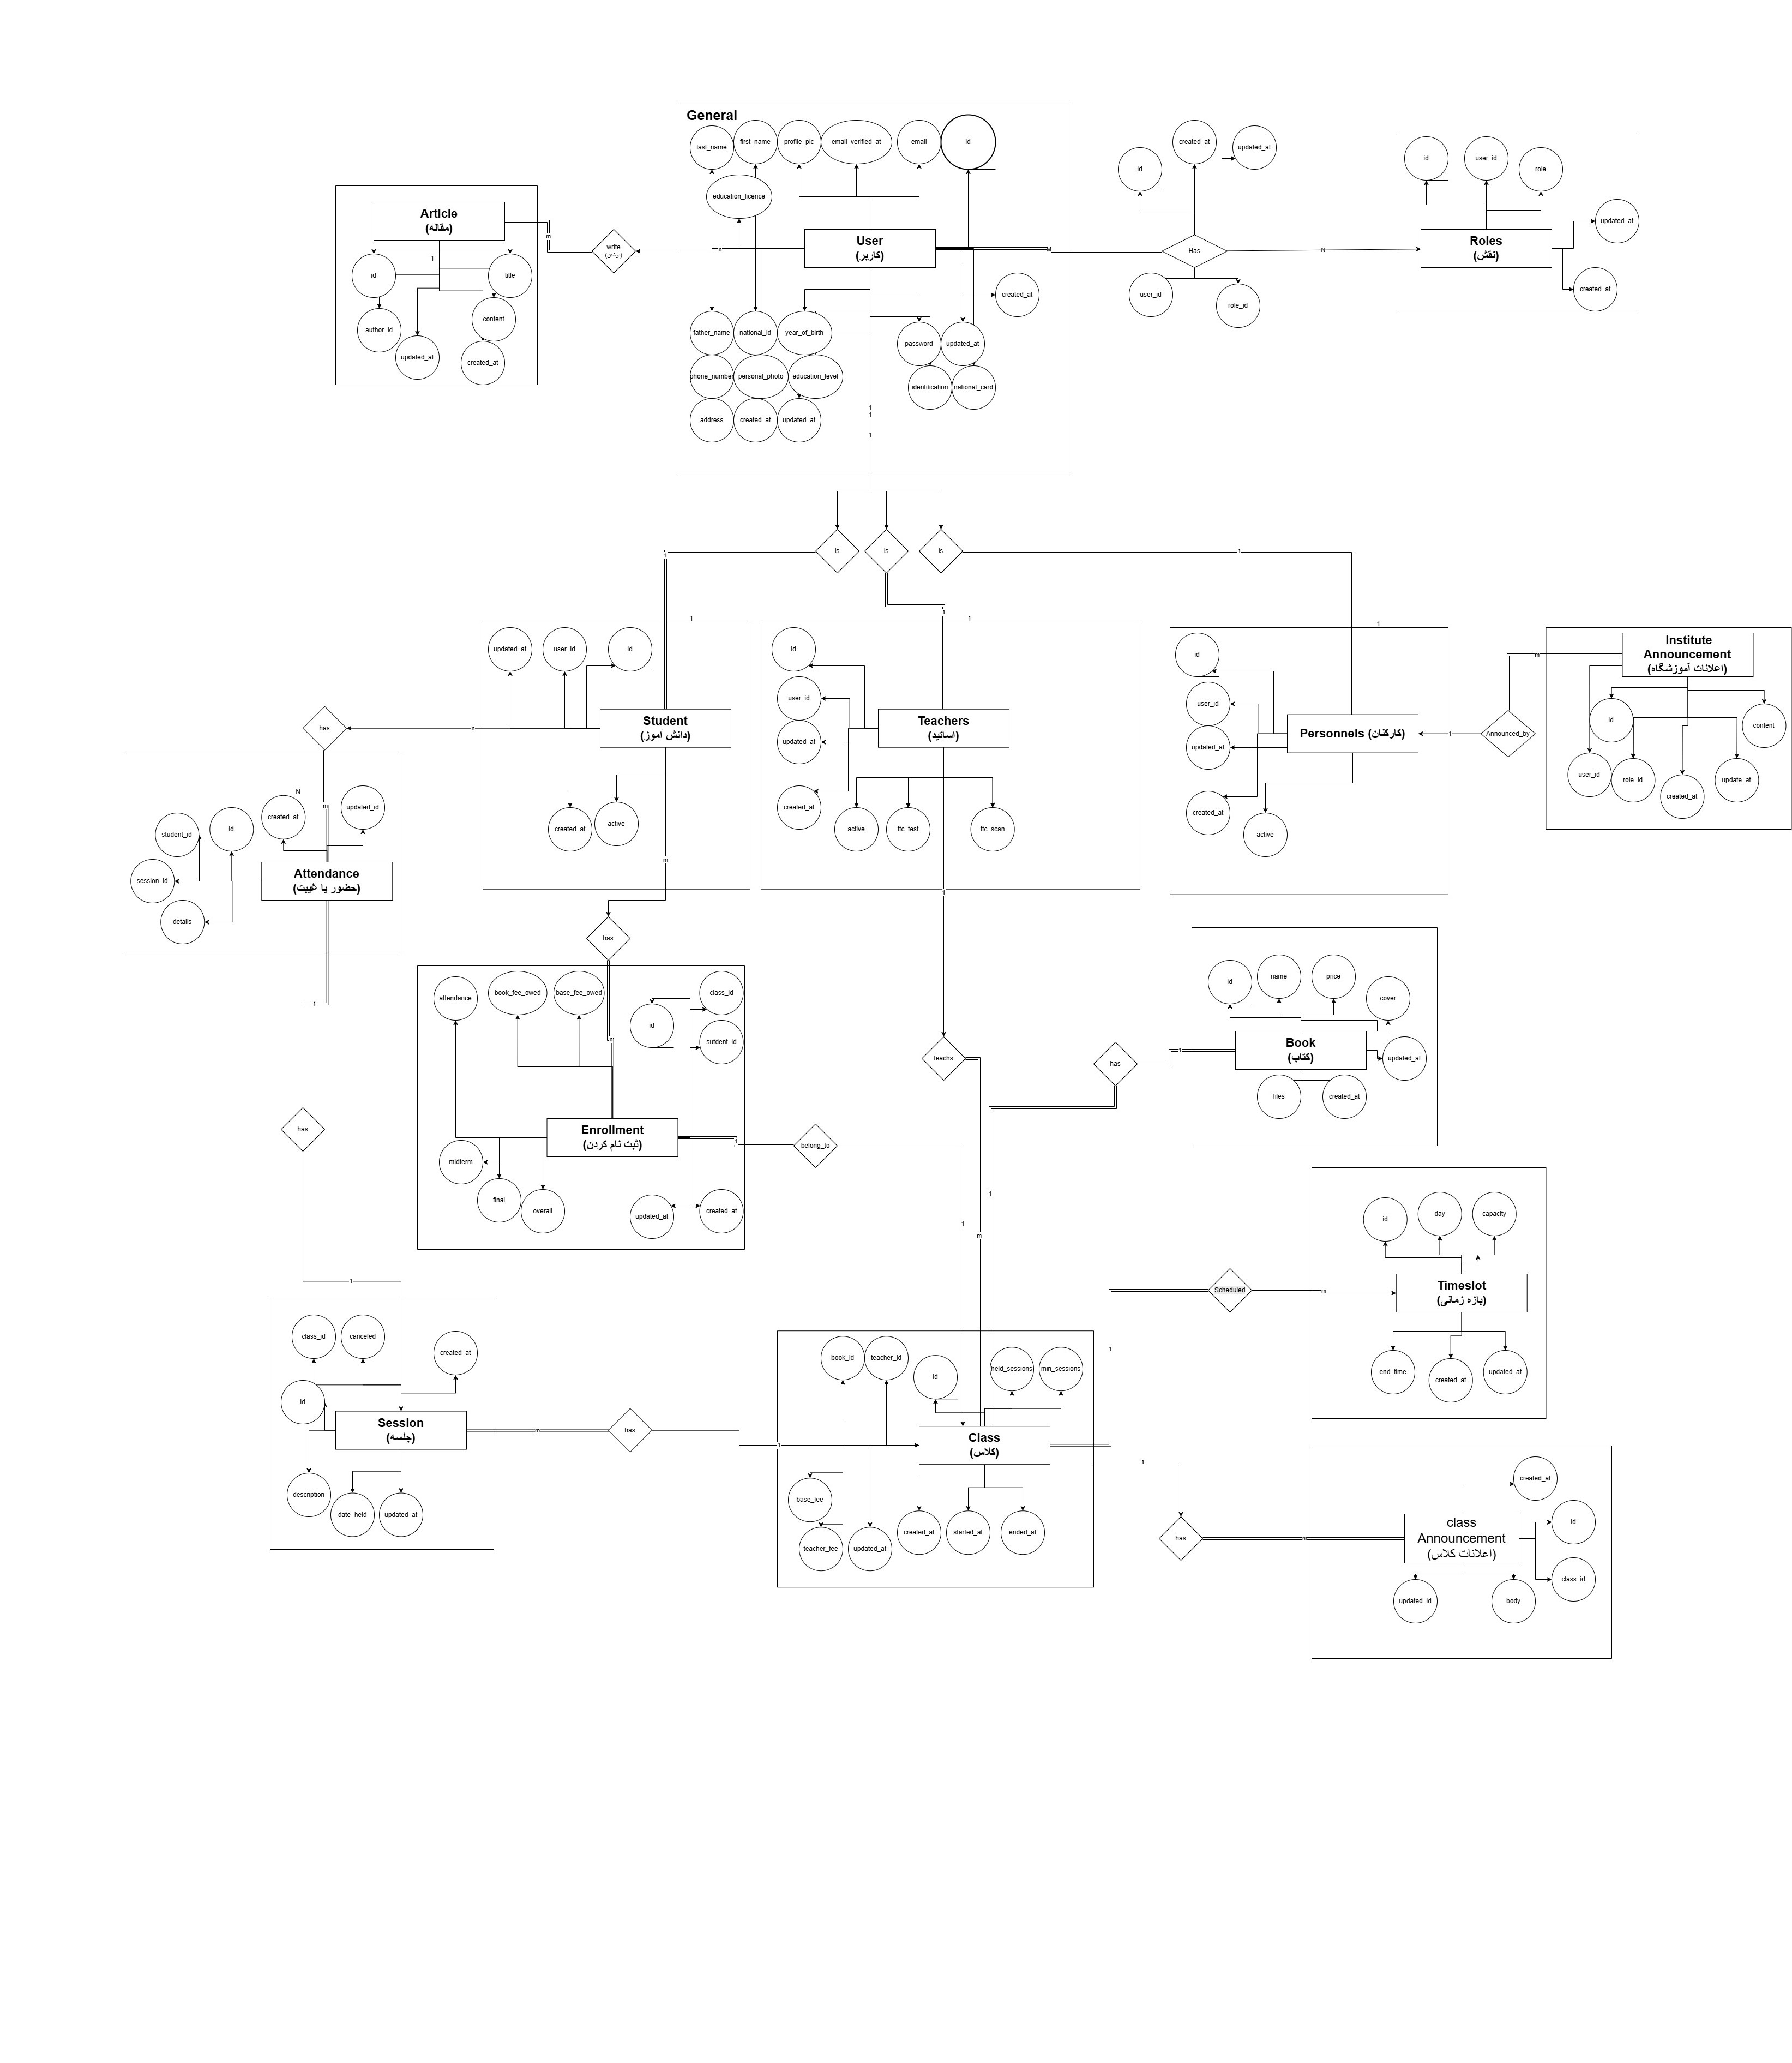 General
last_name
first_name
profile_pic
email_verified_at
email
id
education_licence
User
(کاربر)
created_at
father_name
national_id
year_of_birth
password
updated_at
phone_number
personal_photo
education_level
identification
national_card
address
created_at
updated_at
1
1
1
Article
(مقاله)
1
id
title
author_id
content
updated_at
created_at
m
write
(نوشتن)
n
M
Has
N
id
created_at
updated_at
user_id
role_id
id
user_id
role
updated_at
Roles
(نقش)
created_at
is
is
is
1
1
1
1
1
1
updated_at
user_id
id
Student
(دانش آموز)
created_at
active
n
m
id
user_id
updated_at
Teachers
(اساتید)
created_at
active
ttc_test
ttc_scan
1
id
user_id
updated_at
Personnels (کارکنان)
created_at
active
1
Announced_by
m
Institute
Announcement
(اعلانات آموزشگاه)
id
content
user_id
role_id
created_at
update_at
has
m
N
created_at
updated_id
student_id
id
Attendance
(حضور یا غیبت)
session_id
details
1
has
1
has
n
attendance
book_fee_owed
base_fee_owed
class_id
id
sutdent_id
Enrollment
(ثبت نام کردن)
midterm
final
overall
updated_at
created_at
1
belong_to
1
teachs
m
has
1
1
id
name
price
cover
Book
(کتاب)
updated_at
files
created_at
id
day
capacity
Timeslot
(بازه زمانی)
end_time
created_at
updated_at
Scheduled
m
1
class_id
canceled
created_at
id
Session
(جلسه)
description
date_held
updated_at
m
has
1
book_id
teacher_id
id
held_sessions
min_sessions
Class
(کلاس)
base_fee
teacher_fee
updated_at
created_at
started_at
ended_at
1
has
m
created_at
id
class
Announcement
(اعلانات کلاس)
class_id
updated_id
body